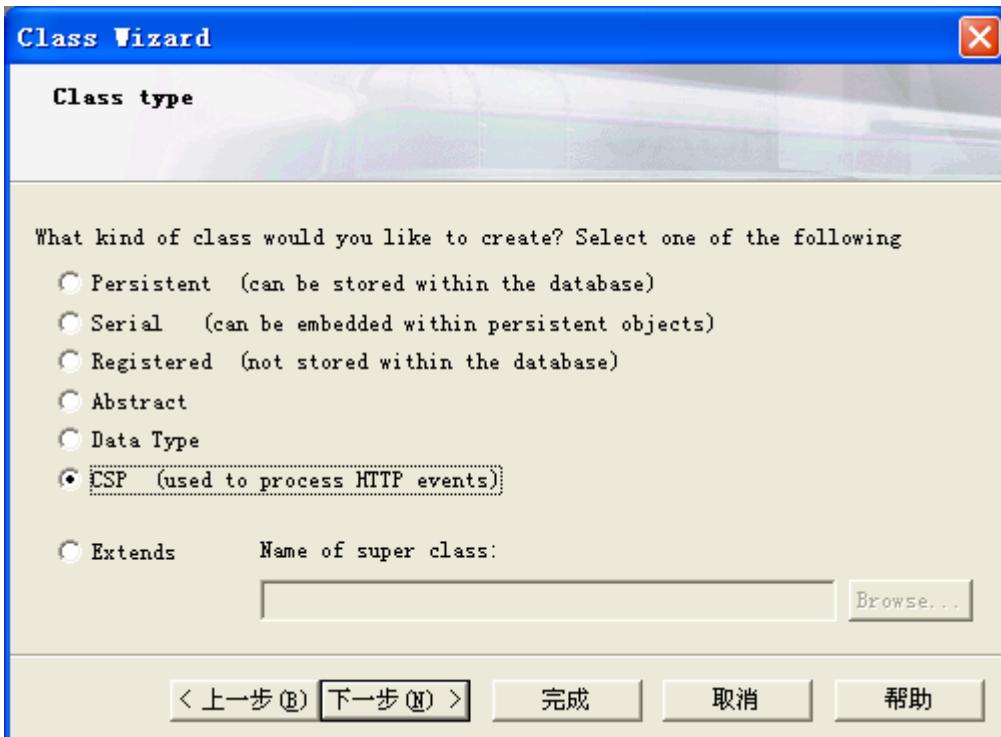 Class Wizard
Class type
What kind of class would you like to create? Select one of the following
Persistent (can be stored within the database)
Serial (can be embedded within persistent objects)
Registered (not stored within the database)
Abstract
Data Type
CSP (used to process HTTP events)
Extends Name of super class:
Browse...
< 上一步(B) 下一步(N) > 完成 取消 帮助